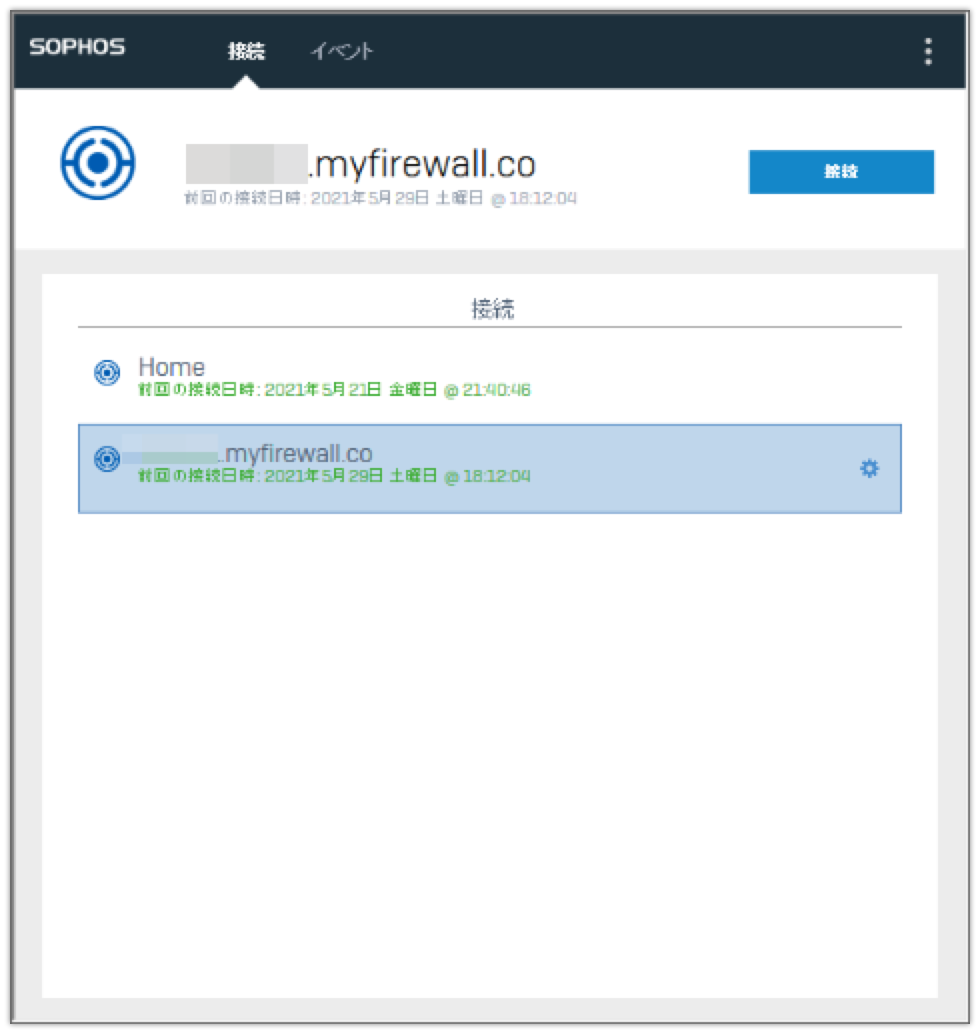 SOPHOS 接続 イベント
.myfirewall.co
接続
前回の接続日時: 2021年5月29日 土曜日 @ 18:12:04
接続
Home
前回の接続日時: 2021年5月21日 金曜日 @ 21:40:46
.myfirewall.co
前回の接続日時: 2021年5月29日 土曜日 @ 18:12:04